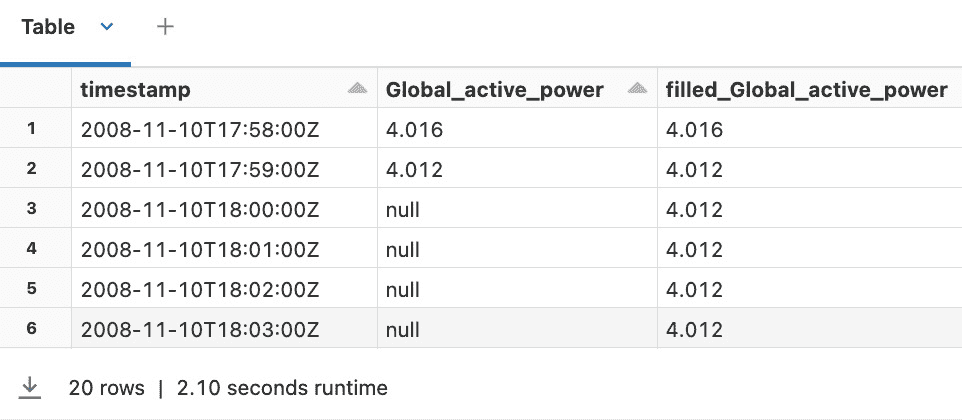 Table +
timestamp Global_active_power filled_Global_active_power
1 2008-11-10T17:58:00Z 4.016 4.016
2 2008-11-10T17:59:00Z 4.012 4.012
3 2008-11-10T18:00:00Z null 4.012
4 2008-11-10T18:01:00Z null 4.012
5 2008-11-10T18:02:00Z null 4.012
6 2008-11-10T18:03:00Z null 4.012
20 rows | 2.10 seconds runtime